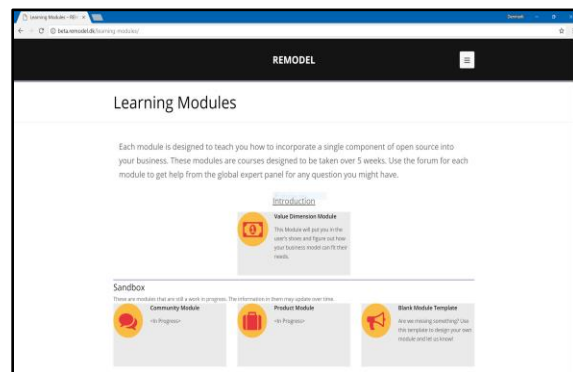 Learning Modules – RE
beta.remodel.dk/learning-modules/
REMODEL
Learning Modules
Each module is designed to teach you how to incorporate a single component of open source into
your business. These modules are courses designed to be taken over 5 weeks. Use the forum for each
module to get help from the global expert panel for any question you might have.
Introduction
Value Dimension Module
This Module will put you in the
user's shoes and figure out how
your business model can fit their
needs.
Sandbox
These are modules that are still a work in progress. The information in them may update over time.
Community Module
<In Progress>
Product Module
<In Progress>
Blank Module Template
Are we missing something? Use
this template to design your own
module and let us know!